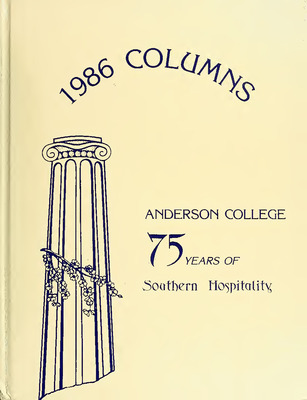 1986 COLUMNS
ANDERSON COLLEGE
75 YEARS OF
Southern Hospitality